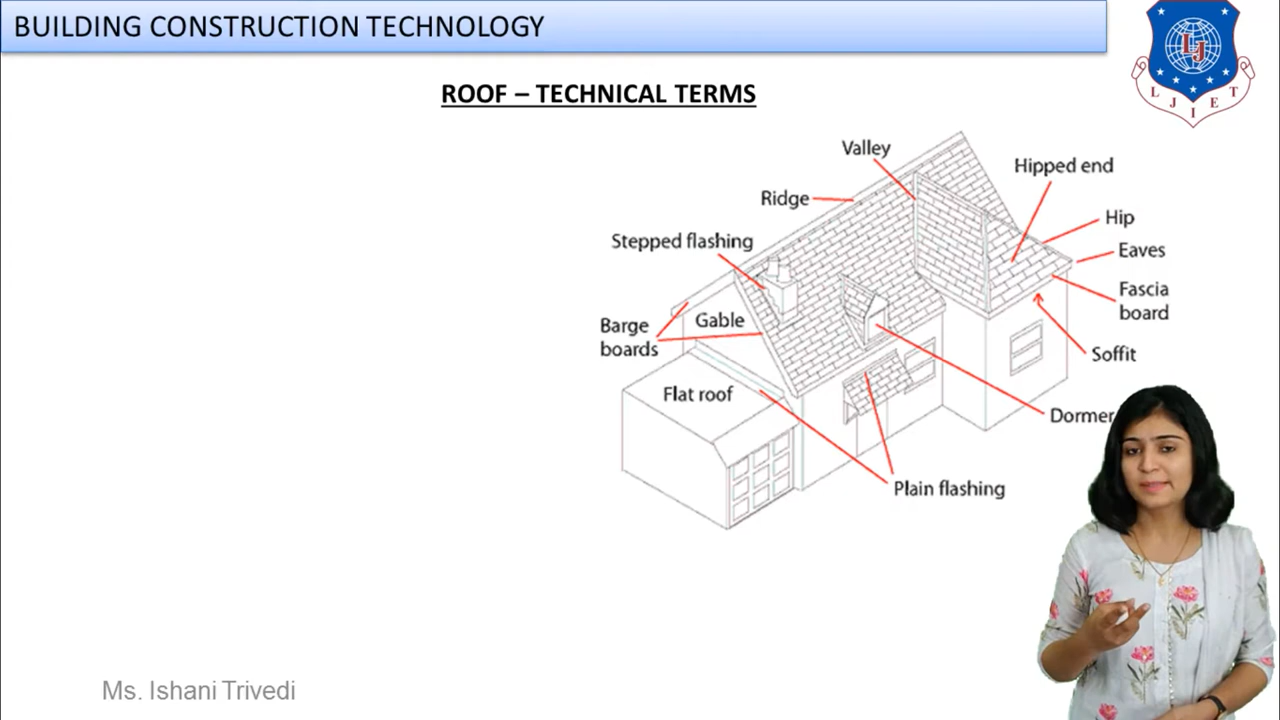 BUILDING CONSTRUCTION TECHNOLOGY
L J I E T
LJ
ROOF – TECHNICAL TERMS
Valley
Hipped end
Ridge
Hip
Stepped flashing
Eaves
Fascia
board
Gable
Barge
boards
Soffit
Flat roof
Dormer
Plain flashing
Ms. Ishani Trivedi